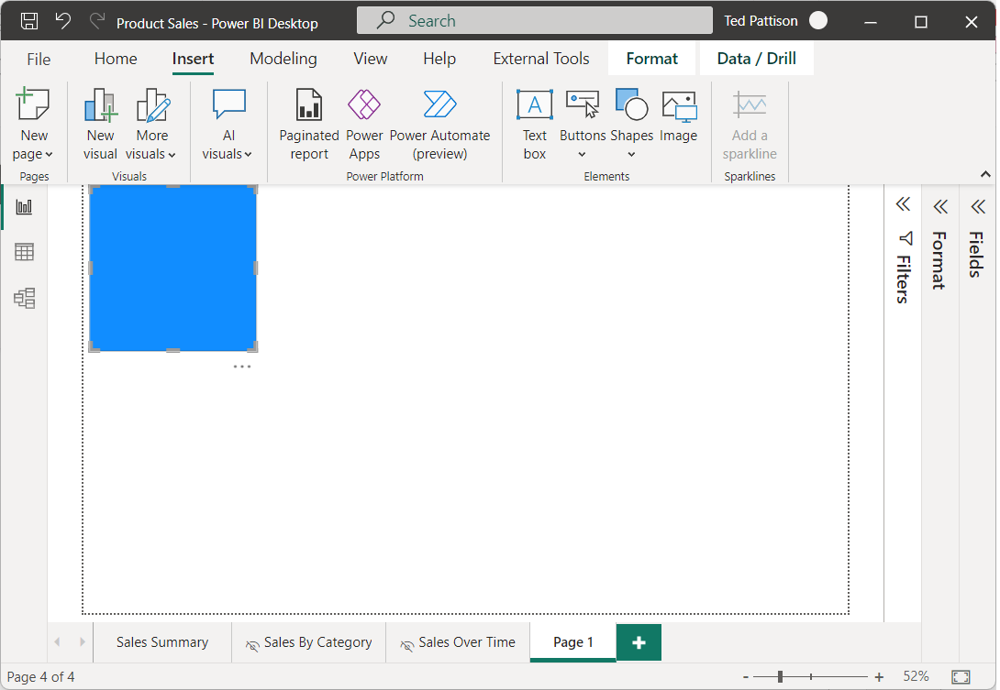 Product Sales - Power BI Desktop
Search
Ted Pattison
File Home Insert Modeling View Help External Tools Format Data / Drill
New page
New visual
More visuals
AI visuals
Paginated report
Power Apps
Power Automate (preview)
Text box
Buttons
Shapes
Image
Add a sparkline
Pages
Visuals
Power Platform
Elements
Sparklines
Filters
Format
Fields
A
Sales Summary
Sales By Category
Sales Over Time
Page 1
Page 4 of 4
- + 52%